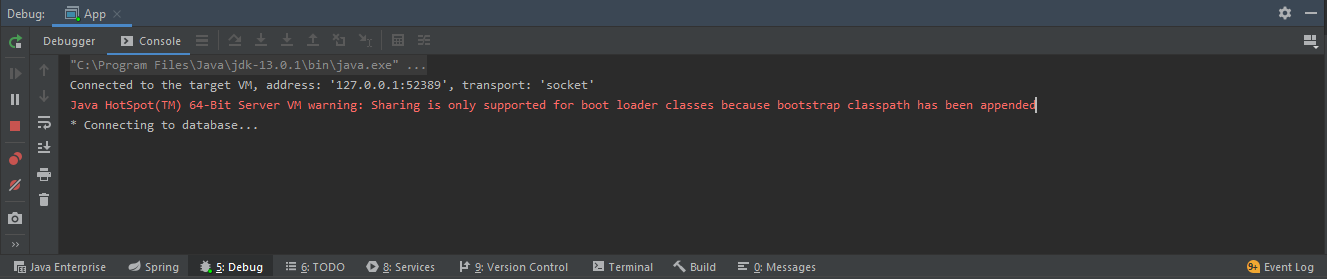 Debug: App
Debugger Console
"C:\Program Files\Java\jdk-13.0.1\bin\java.exe" ...
Connected to the target VM, address: '127.0.0.1:52389', transport: 'socket'
Java HotSpot(TM) 64-Bit Server VM warning: Sharing is only supported for boot loader classes because bootstrap classpath has been appended
* Connecting to database...
Java Enterprise Spring 5: Debug 6: TODO 8: Services 9: Version Control Terminal Build 0: Messages 9+ Event Log